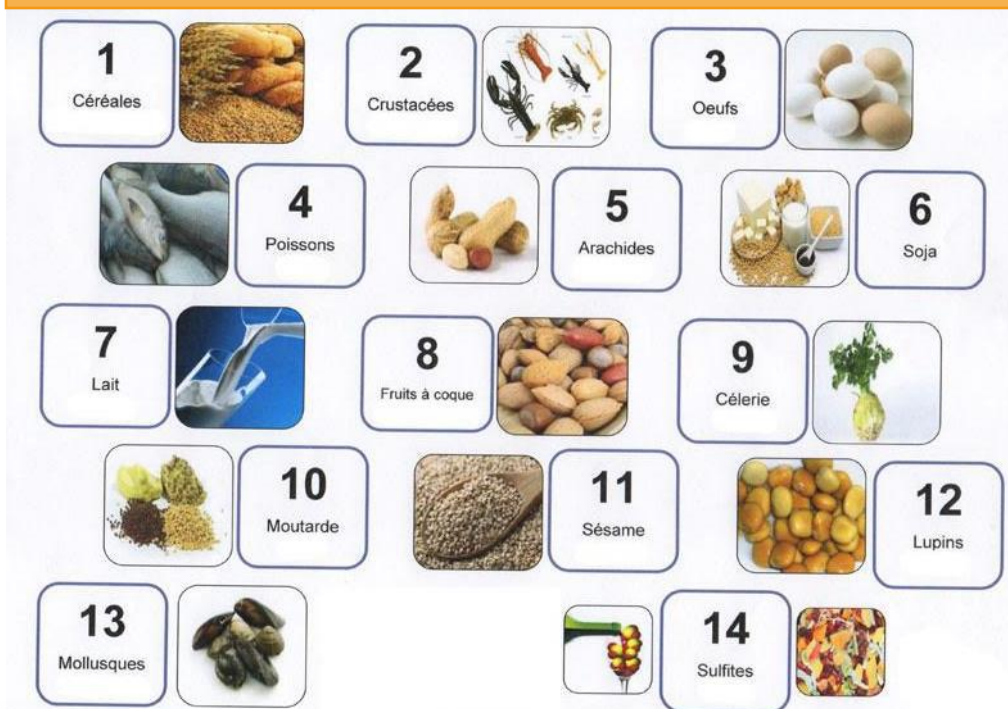 1
Céréales
2
Crustacées
3
Oeufs
4
Poissons
5
Arachides
6
Soja
7
Lait
8
Fruits à coque
9
Célerie
10
Moutarde
11
Sésame
12
Lupins
13
Mollusques
14
Sulfites